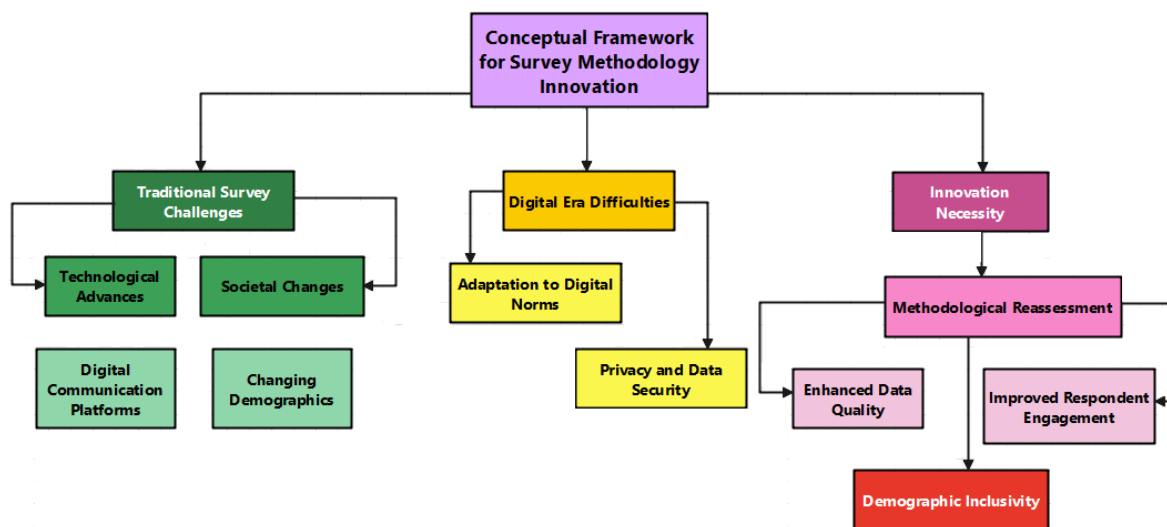 Conceptual Framework
for Survey Methodology
Innovation
Traditional Survey
Challenges
Digital Era Difficulties
Innovation
Necessity
Technological
Advances
Societal Changes
Adaptation to Digital
Norms
Methodological Reassessment
Digital
Communication
Platforms
Changing
Demographics
Privacy and Data
Security
Enhanced Data
Quality
Improved Respondent
Engagement
Demographic Inclusivity